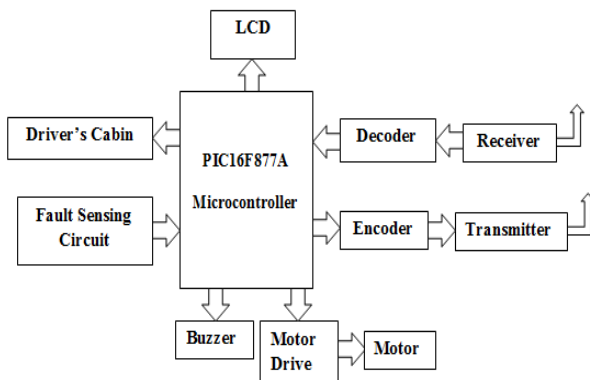 LCD
Driver's Cabin
PIC16F877A
Microcontroller
Decoder
Receiver
Fault Sensing
Circuit
Encoder
Transmitter
Buzzer
Motor
Drive
Motor